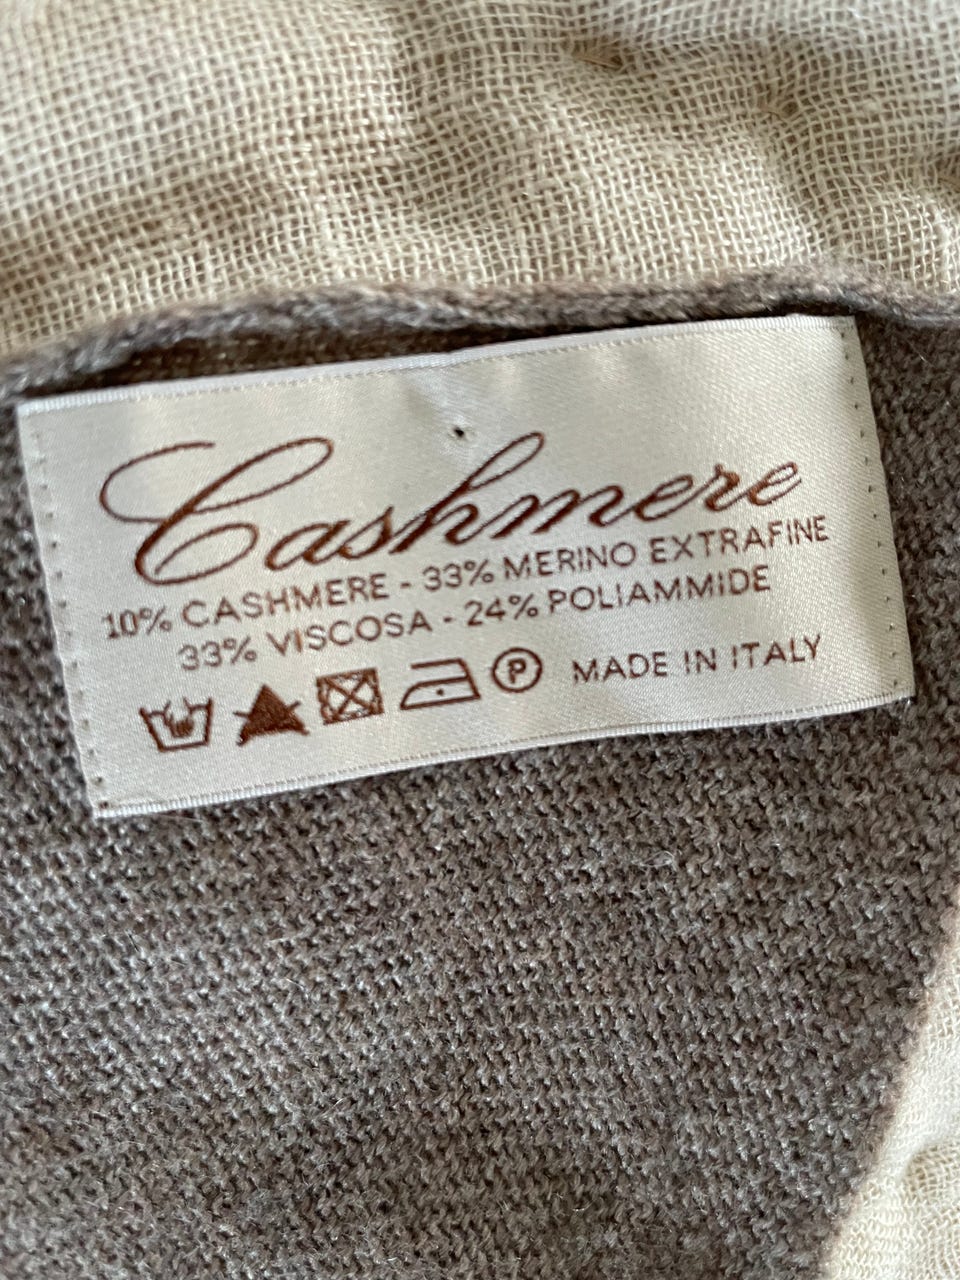 Cashmere
10% CASHMERE - 33% MERINO EXTRAFINE
33% VISCOSA - 24% POLIAMMIDE
P MADE IN ITALY